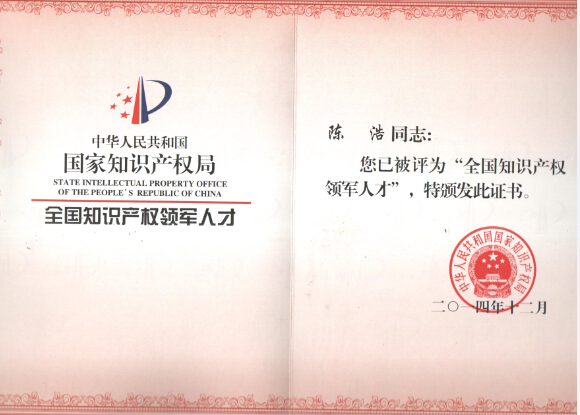 中华人民共和国
国家知识产权局
STATE INTELLECTUAL PROPERTY OFFICE
OF THE PEOPLE'S REPUBLIC OF CHINA
全国知识产权领军人才
陈 浩 同志：
您已被评为“全国知识产权
领军人才”，特颁发此证书。
中华人民共和国国家知识产权局
二〇一四年十二月